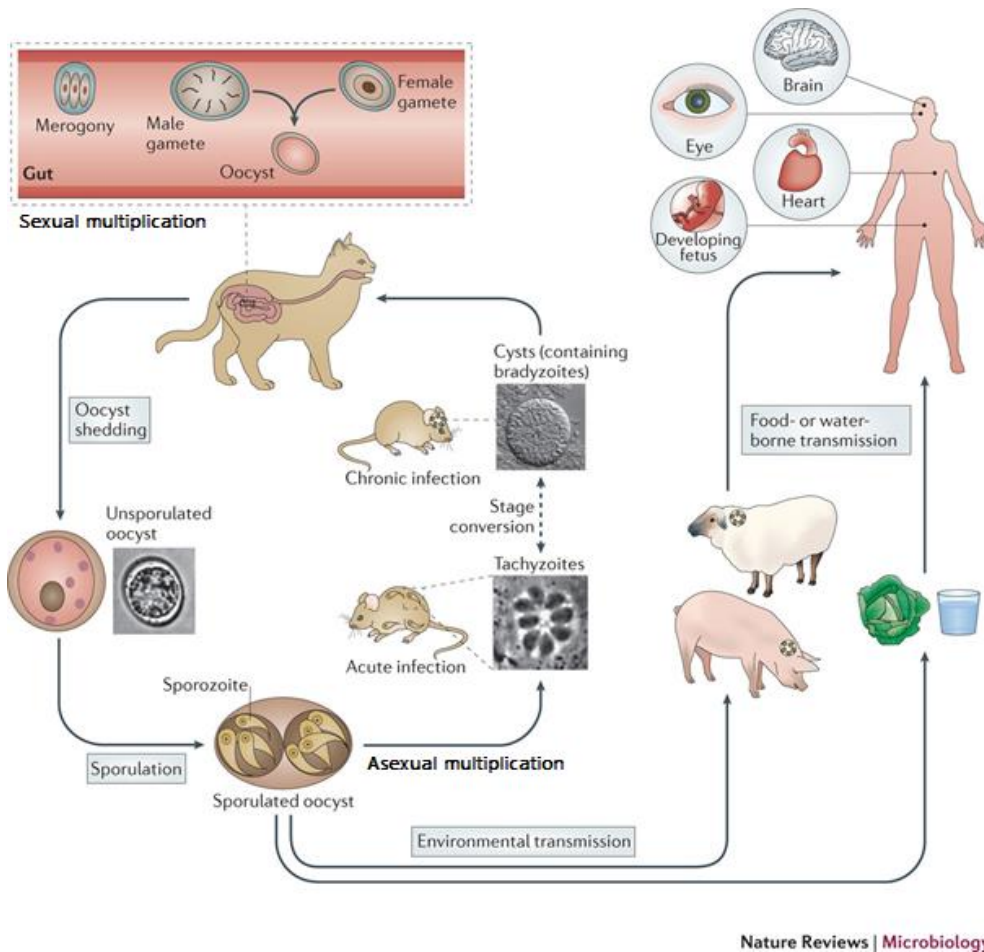 Merogony
Male
gamete
Female
gamete
Oocyst
Gut
Sexual multiplication
Brain
Eye
Heart
Developing
fetus
Oocyst
shedding
Cysts (containing
bradyzoites)
Chronic infection
Stage
conversion
Food- or water-
borne transmission
Unsporulated
oocyst
Tachyzoites
Acute infection
Sporozoite
Sporulation
Asexual multiplication
Sporulated oocyst
Environmental transmission
Nature Reviews | Microbiology